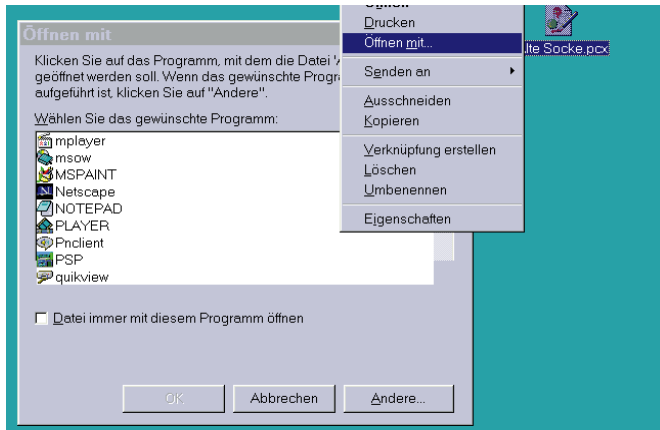 Öffnen mit
Klicken Sie auf das Programm, mit dem die Datei
geöffnet werden soll. Wenn das gewünschte
aufgeführt ist, klicken Sie auf "Andere".
Wählen Sie das gewünschte Programm:
mplayer
msow
MSPAINT
Netscape
NOTEPAD
PLAYER
Pnclient
PSP
quikview
Datei immer mit diesem Programm öffnen
OK
Abbrechen
Andere...
Drucken
Öffnen mit...
Senden an
Ausschneiden
Kopieren
Verknüpfung erstellen
Löschen
Umbenennen
Eigenschaften
lte Socke.pcx